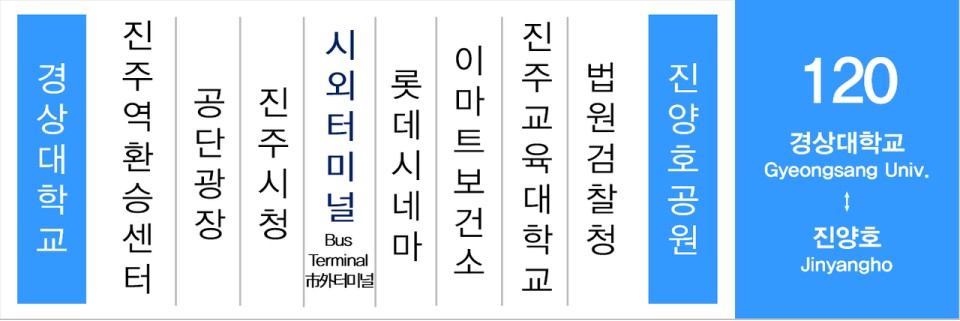 경상대학교
진주역환승센터
공단광장
진주시청
시외터미널
Bus
Terminal
市外터미널
롯데시네마
이마트보건소
진주교육대학교
법원검찰청
진양호공원
120
경상대학교
Gyeongsang Univ.
↕
진양호
Jinyangho